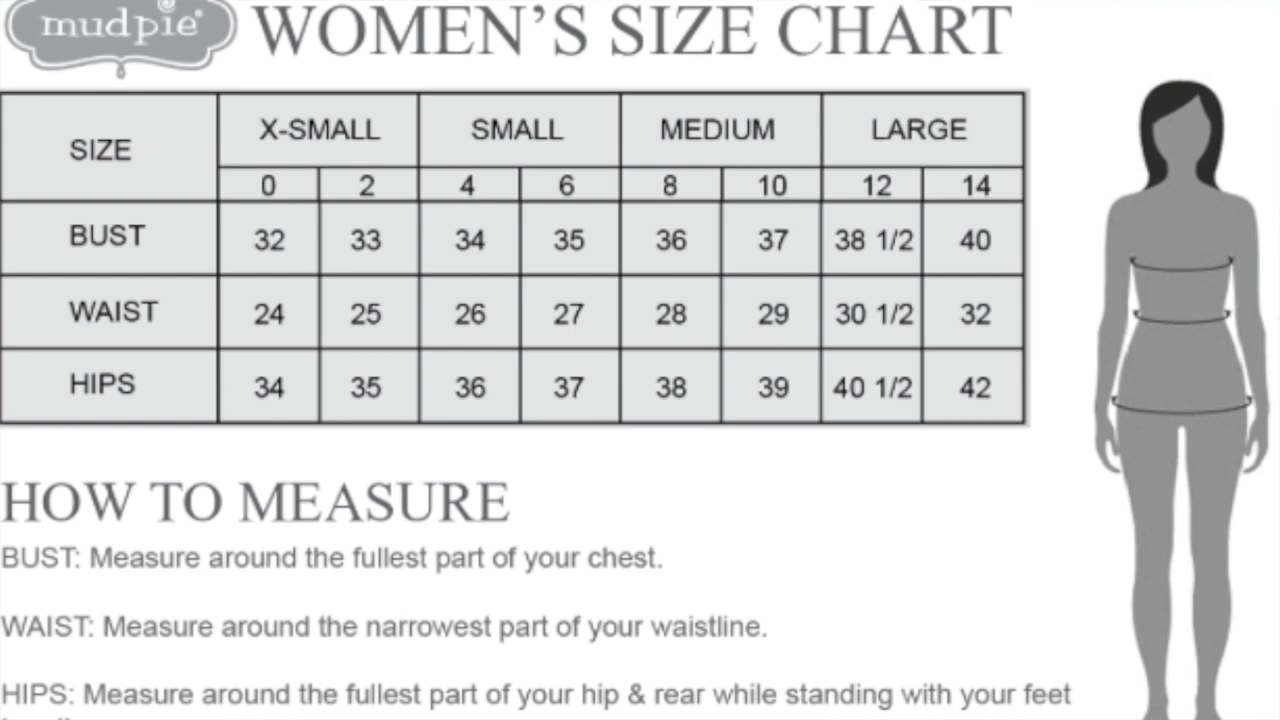 mudpie®
WOMEN’S SIZE CHART
SIZE X-SMALL SMALL MEDIUM LARGE
0 2 4 6 8 10 12 14
BUST 32 33 34 35 36 37 38 1/2 40
WAIST 24 25 26 27 28 29 30 1/2 32
HIPS 34 35 36 37 38 39 40 1/2 42
HOW TO MEASURE
BUST: Measure around the fullest part of your chest.
WAIST: Measure around the narrowest part of your waistline.
HIPS: Measure around the fullest part of your hip & rear while standing with your feet